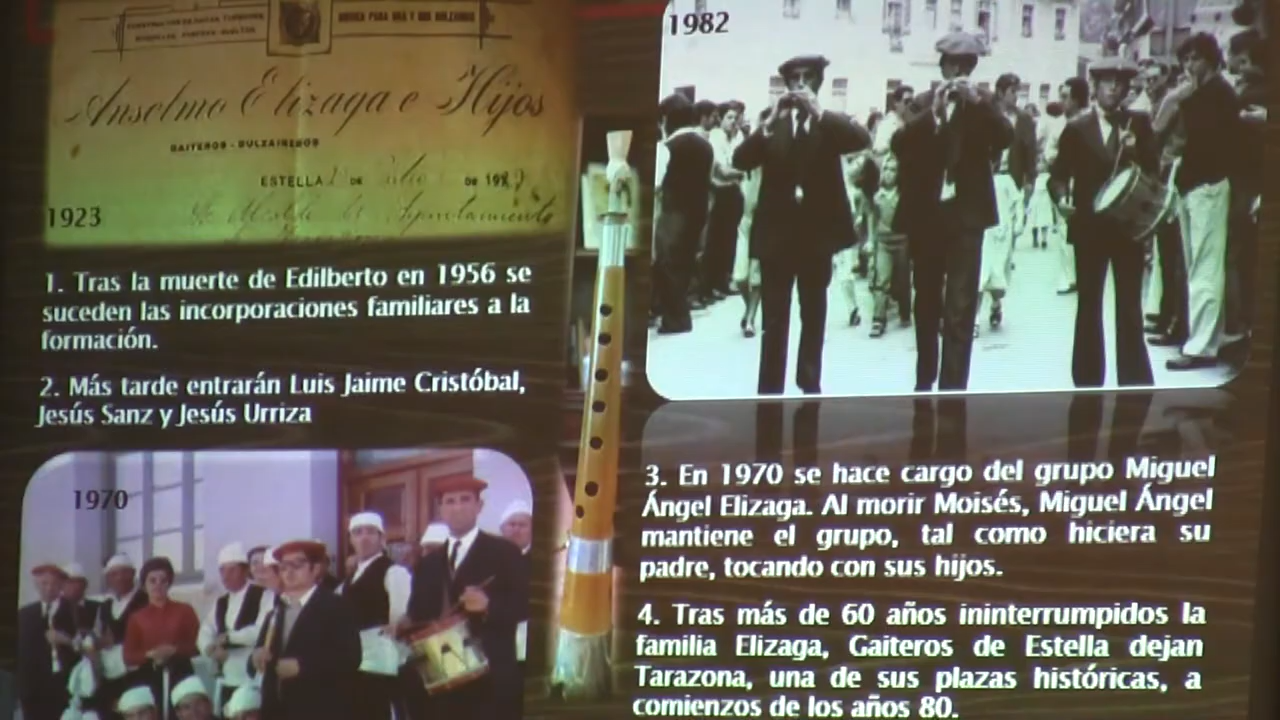 Anselmo Elizaga e Hijos
GAITEROS - DULZAINEROS
ESTELLA
DE
DE 19
1923
1. Tras la muerte de Edilberto en 1956 se
suceden las incorporaciones familiares a la
formación.
2. Más tarde entrarán Luis Jaime Cristóbal,
Jesús Sanz y Jesús Urriza
1970
1982
3. En 1970 se hace cargo del grupo Miguel
Ángel Elizaga. Al morir Moisés, Miguel Ángel
mantiene el grupo, tal como hiciera su
padre, tocando con sus hijos.
4. Tras más de 60 años ininterrumpidos la
familia Elizaga, Gaiteros de Estella dejan
Tarazona, una de sus plazas históricas, a
comienzos de los años 80.